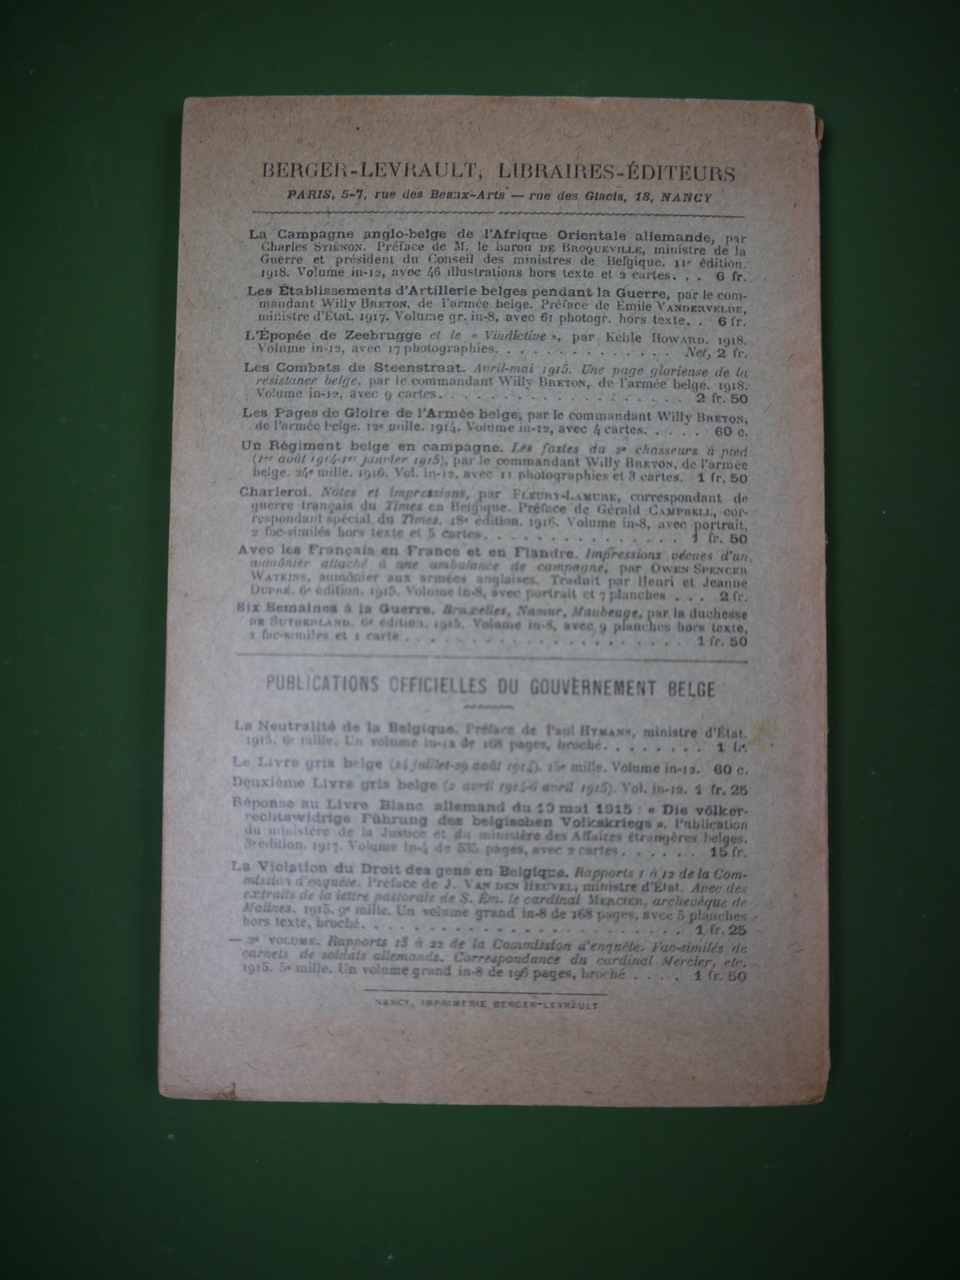 BERGER-LEVRAULT, LIBRAIRES-ÉDITEURS
PARIS, 5-7, rue des Beaux-Arts — rue des Glacis, 18, NANCY
La Campagne anglo-belge de l'Afrique Orientale allemande, par
Charles STIÉNON. Préface de M. le baron DE BROQUEVILLE, ministre de la
Guerre et président du Conseil des ministres de Belgique. 11e édition.
1918. Volume in-12, avec 46 illustrations hors texte et 2 cartes. . . 6 fr.
Les Établissements d'Artillerie belges pendant la Guerre, par le com-
mandant Willy BRETON, de l'armée belge. Préface de Émile VANDERVELDE,
ministre d'État. 1917. Volume gr. in-8, avec 61 photogr. hors texte. . 6 fr.
L'Épopée de Zeebrugge et le « Vindictive », par Keble HOWARD. 1918.
Volume in-12, avec 17 photographies. . . . . . . . . . . . . . Net, 2 fr.
Les Combats de Steenstraat. Avril-mai 1915. Une page glorieuse de la
résistance belge, par le commandant Willy BRETON, de l'armée belge. 1918.
Volume in-12, avec 9 cartes. . . . . . . . . . . . . . . . . . 2 fr. 50
Les Pages de Gloire de l'Armée belge, par le commandant Willy BRETON,
de l'armée belge. 12e mille. 1914. Volume in-12, avec 4 cartes. . . . . 60 c.
Un Régiment belge en campagne. Les fastes du 2e chasseurs à pied
(1er août 1914-1er janvier 1915), par le commandant Willy BRETON, de l'armée
belge. 24e mille. 1916. Vol. in-12, avec 11 photographies et 3 cartes. 1 fr. 50
Charleroi. Notes et impressions, par FLEURY-LAMURE, correspondant de
guerre français du Times en Belgique. Préface de Gérald CAMPBELL, cor-
respondant spécial du Times. 18e édition. 1916. Volume in-8, avec portrait,
2 fac-similés hors texte et 5 cartes. . . . . . . . . . . . . . 1 fr. 50
Avec les Français en France et en Flandre. Impressions vécues d'un
aumônier attaché à une ambulance de campagne, par OWEN SPENCER
WATKINS, aumônier aux armées anglaises. Traduit par Henri et Jeanne
DUPRÉ. 6e édition. 1915. Volume in-8, avec portrait et 7 planches . . . 2 fr.
Six Semaines à la Guerre. Bruxelles, Namur, Maubeuge, par la duchesse
DE SUTHERLAND. 6e édition. 1915. Volume in-8, avec 9 planches hors texte,
2 fac-similés et 1 carte . . . . . . . . . . . . . . . . . . . . 1 fr. 50
PUBLICATIONS OFFICIELLES DU GOUVERNEMENT BELGE
La Neutralité de la Belgique. Préface de Paul HYMANS, ministre d'État.
1915. 6e mille. Un volume in-12 de 168 pages, broché. . . . . . . . 1 fr.
Le Livre gris belge (24 juillet-29 août 1914). 15e mille. Volume in-12. 60 c.
Deuxième Livre gris belge (2 avril 1915-6 avril 1915). Vol. in-12. 1 fr. 25
Réponse au Livre Blanc allemand du 10 mai 1915 : « Die völker-
rechtswidrige Führung des belgischen Volkskriegs ». Publication
du ministère de la Justice et du ministère des Affaires étrangères belges.
3e édition. 1917. Volume in-4 de 535 pages, avec 2 cartes. . . . . . 15 fr.
La Violation du Droit des gens en Belgique. Rapports 1 à 12 de la Com-
mission d'enquête. Préface de J. VAN DEN HEUVEL, ministre d'État. Avec des
extraits de la lettre pastorale de S. Ém. le cardinal MERCIER, archevêque de
Malines. 1915. 9e mille. Un volume grand in-8 de 168 pages, avec 5 planches
hors texte, broché. . . . . . . . . . . . . . . . . . . . . . . 1 fr. 25
— 2e VOLUME. Rapports 13 à 22 de la Commission d'enquête. Fac-similés de
carnets de soldats allemands. Correspondance du cardinal Mercier, etc.
1915. 5e mille. Un volume grand in-8 de 196 pages, broché . . . . 1 fr. 50
NANCY, IMPRIMERIE BERGER-LEVRAULT